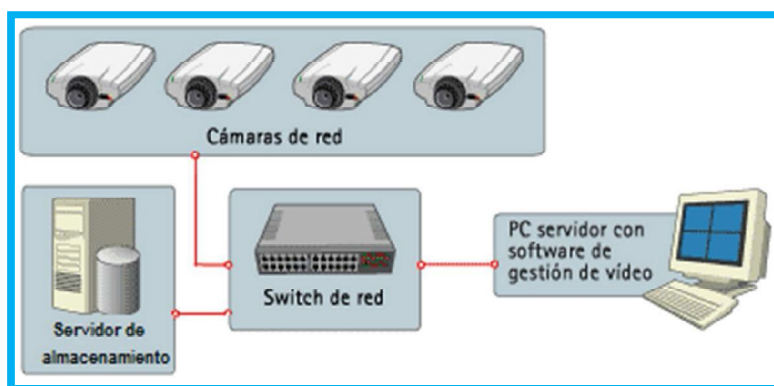 Cámaras de red
PC servidor con
software de
gestión de vídeo
Switch de red
Servidor de
almacenamiento